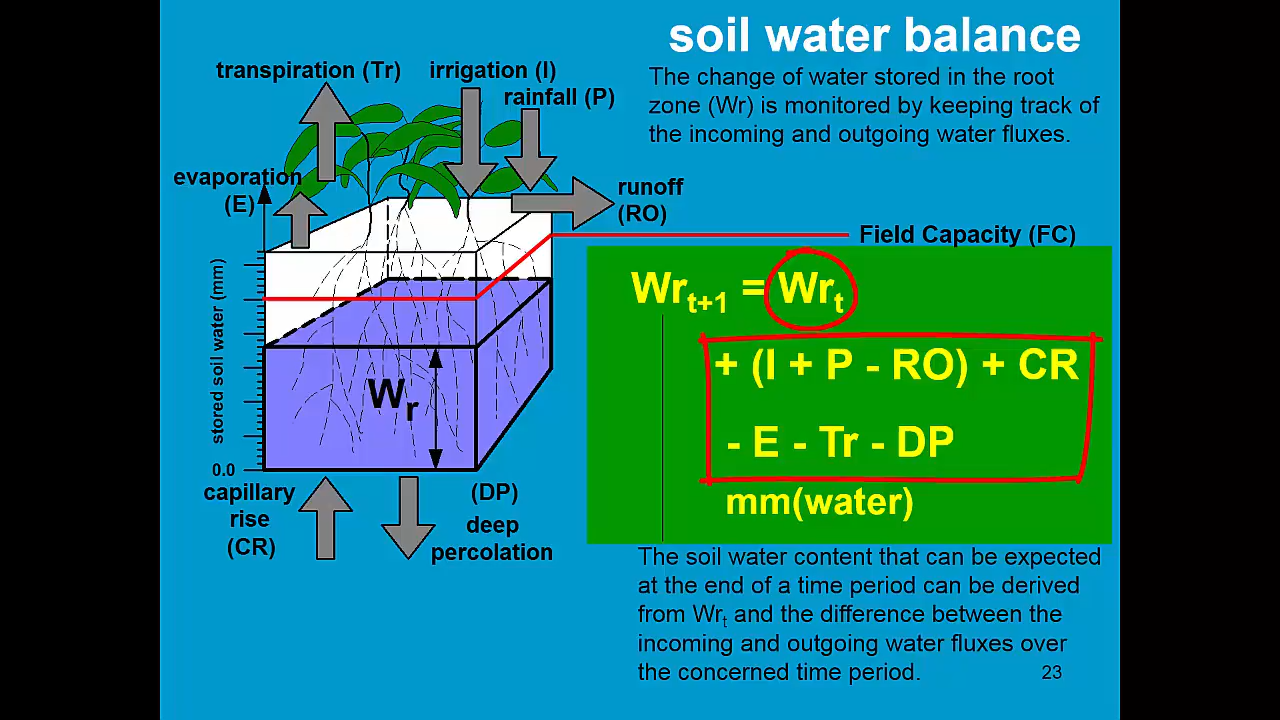 soil water balance
The change of water stored in the root
zone (Wr) is monitored by keeping track of
the incoming and outgoing water fluxes.
transpiration (Tr)
irrigation (I)
rainfall (P)
evaporation
(E)
runoff
(RO)
Field Capacity (FC)
stored soil water (mm)
0.0
Wr
capillary
rise
(CR)
(DP)
deep
percolation
Wrt+1 = Wrt
+ (I + P - RO) + CR
- E - Tr - DP
mm(water)
The soil water content that can be expected
at the end of a time period can be derived
from Wrt and the difference between the
incoming and outgoing water fluxes over
the concerned time period.
23